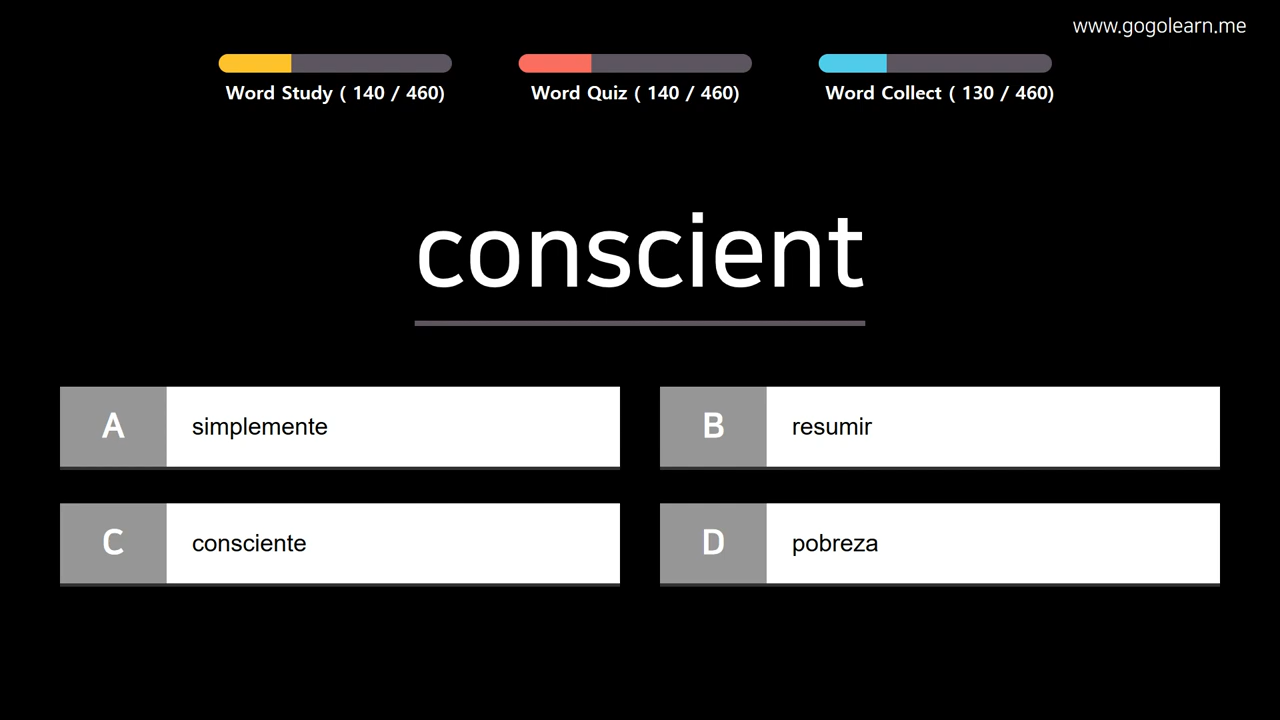 www.gogolearn.me
Word Study ( 140 / 460)
Word Quiz ( 140 / 460)
Word Collect ( 130 / 460)
conscient
A simplemente
B resumir
C consciente
D pobreza